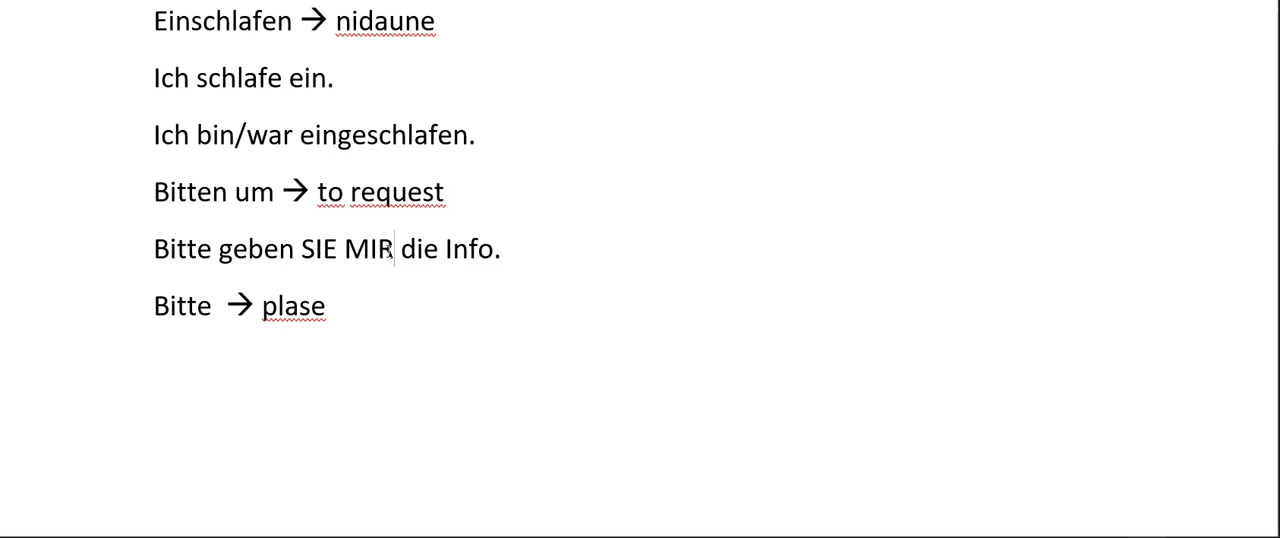 Einschlafen → nidaune
Ich schlafe ein.
Ich bin/war eingeschlafen.
Bitten um → to request
Bitte geben SIE MIR die Info.
Bitte → plase